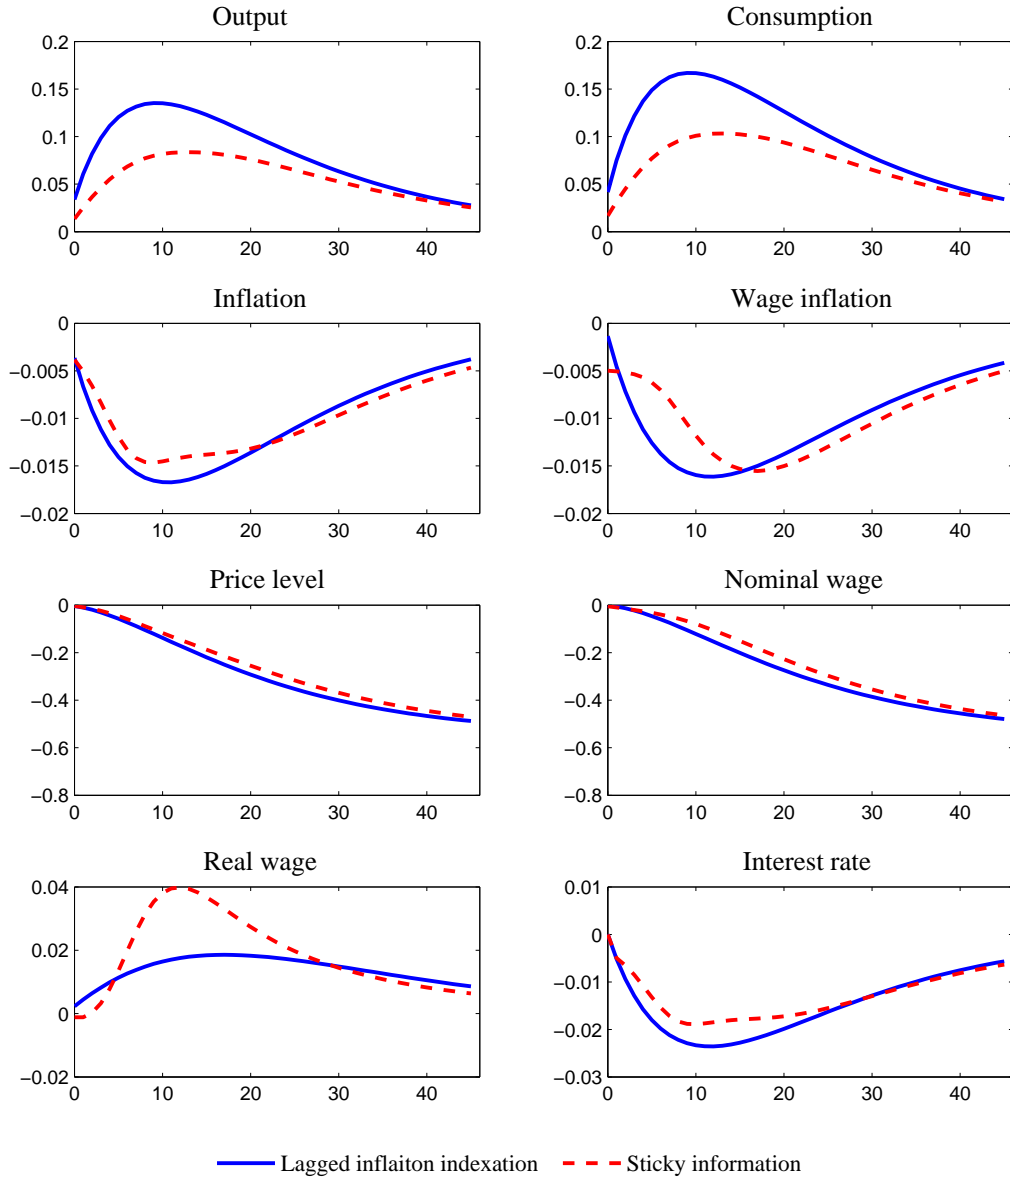 Output
0.2
0.15
0.1
0.05
0
0 10 20 30 40
Consumption
0.2
0.15
0.1
0.05
0
0 10 20 30 40
Inflation
0
−0.005
−0.01
−0.015
−0.02
0 10 20 30 40
Wage inflation
0
−0.005
−0.01
−0.015
−0.02
0 10 20 30 40
Price level
0
−0.2
−0.4
−0.6
−0.8
0 10 20 30 40
Nominal wage
0
−0.2
−0.4
−0.6
−0.8
0 10 20 30 40
Real wage
0.04
0.02
0
−0.02
0 10 20 30 40
Interest rate
0.01
0
−0.01
−0.02
−0.03
0 10 20 30 40
Lagged inflaiton indexation Sticky information